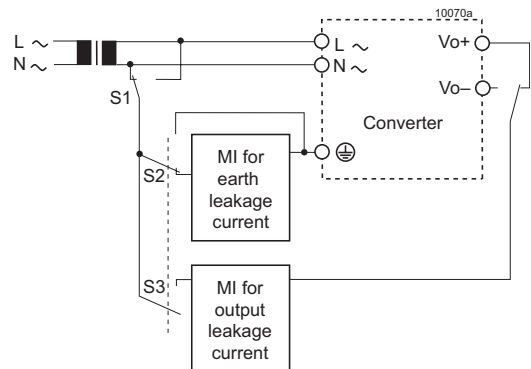 10070a
L ~
N ~
L ~
N ~
Vo+
Vo–
Converter
S1
S2
MI for
earth
leakage
current
S3
MI for
output
leakage
current